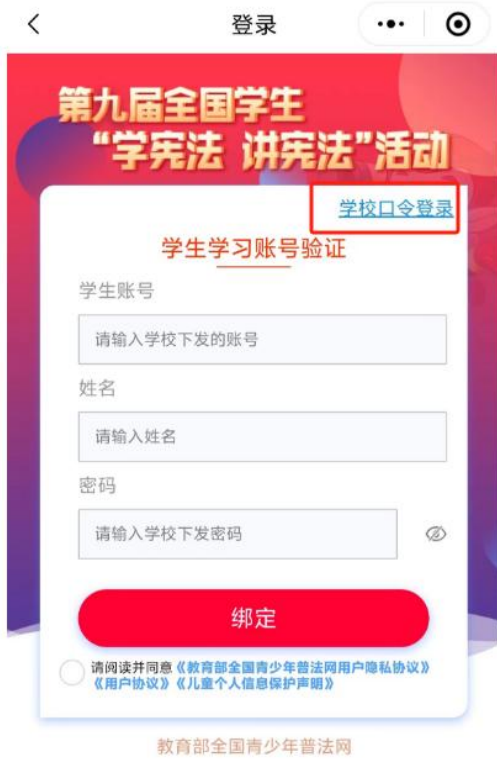 登录
第九届全国学生
“学宪法 讲宪法”活动
学校口令登录
学生学习账号验证
学生账号
请输入学校下发的账号
姓名
请输入姓名
密码
请输入学校下发密码
绑定
请阅读并同意《教育部全国青少年普法网用户隐私协议》
《用户协议》《儿童个人信息保护声明》
教育部全国青少年普法网